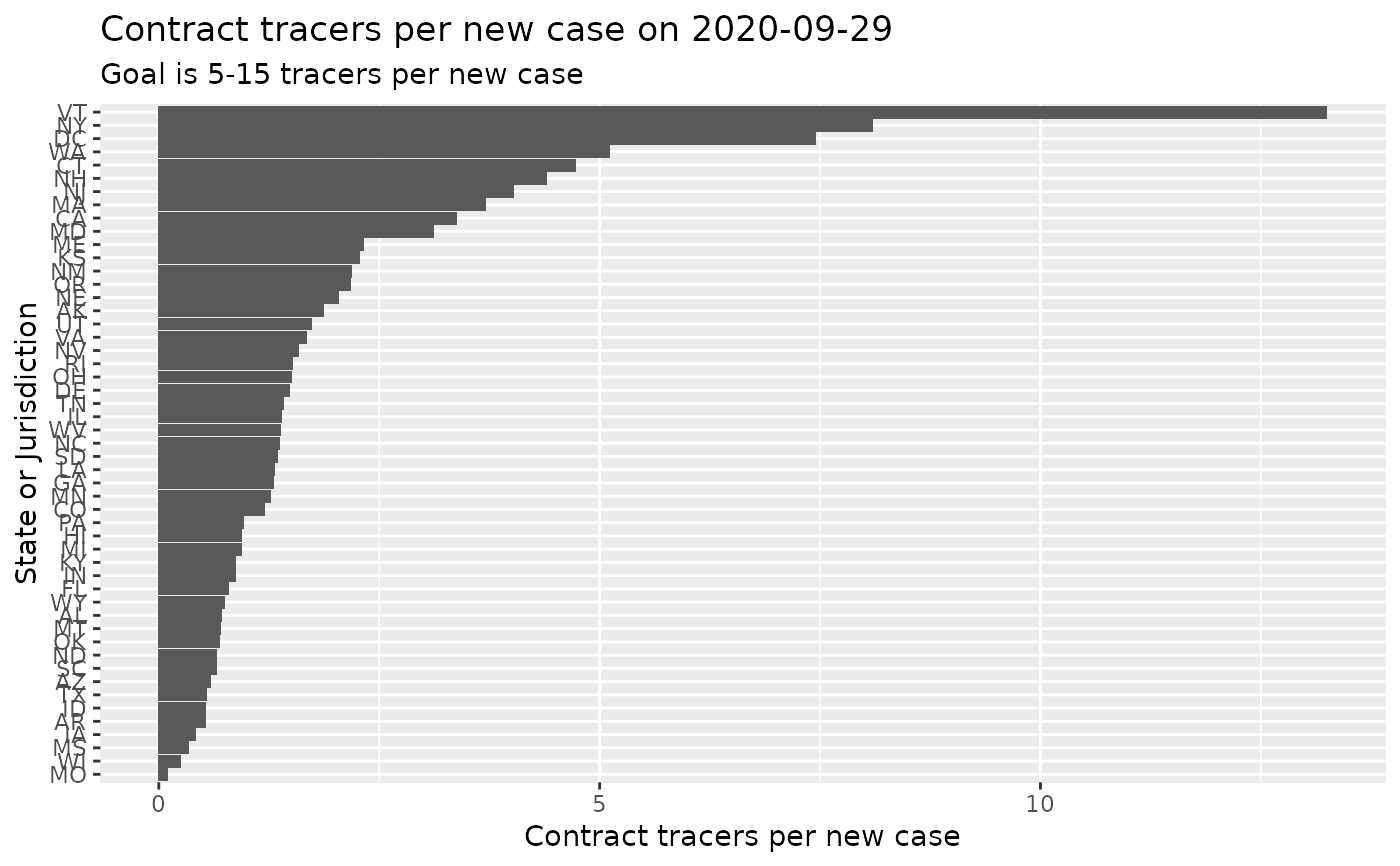 Contract tracers per new case on 2020-09-29
Goal is 5-15 tracers per new case
State or Jurisdiction
VT
NY
DC
WA
CT
NH
NJ
MA
CA
MD
ME
KS
NM
OR
NE
AK
UT
VA
NV
RI
OH
DE
TN
IL
WV
NC
SD
LA
GA
MN
CO
PA
HI
MI
KY
IN
FL
WY
AL
MT
OK
ND
SC
AZ
TX
ID
AR
IA
MS
WI
MO
0 5 10
Contract tracers per new case